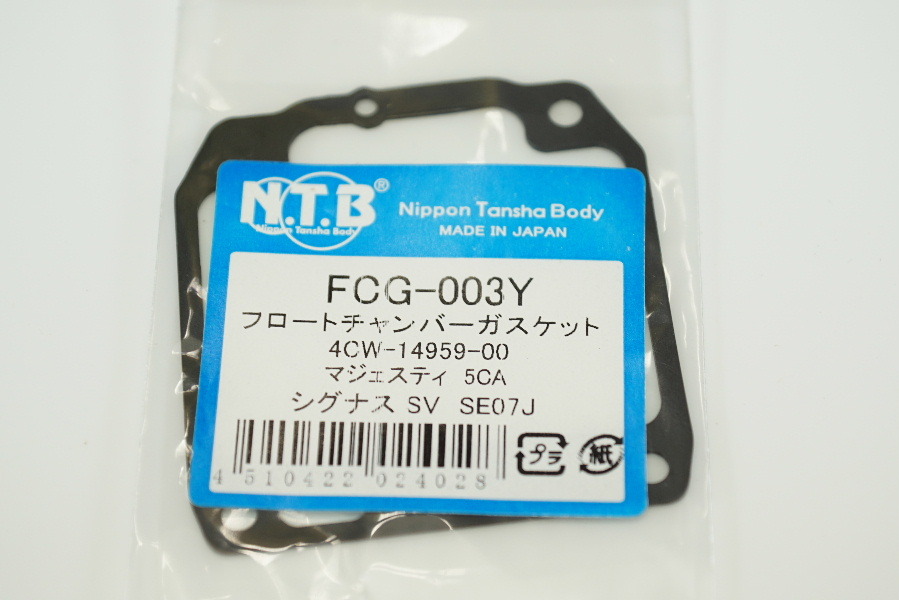 N.T.B®
Nippon Tansha Body
Nippon Tansha Body
MADE IN JAPAN
FCG-003Y
フロートチャンバーガスケット
4CW-14959-00
マジェスティ 5CA
シグナス SV SE07J
プラ
紙
4 510422 024028